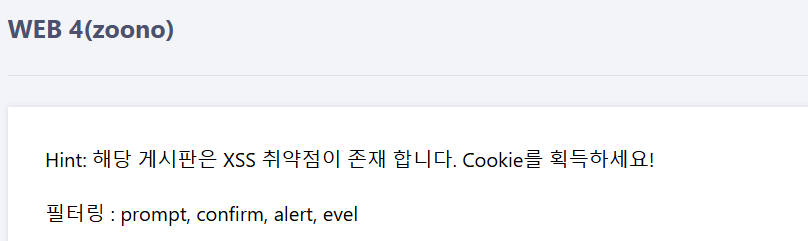 WEB 4(zoono)
Hint: 해당 게시판은 XSS 취약점이 존재 합니다. Cookie를 획득하세요!
필터링 : prompt, confirm, alert, evel